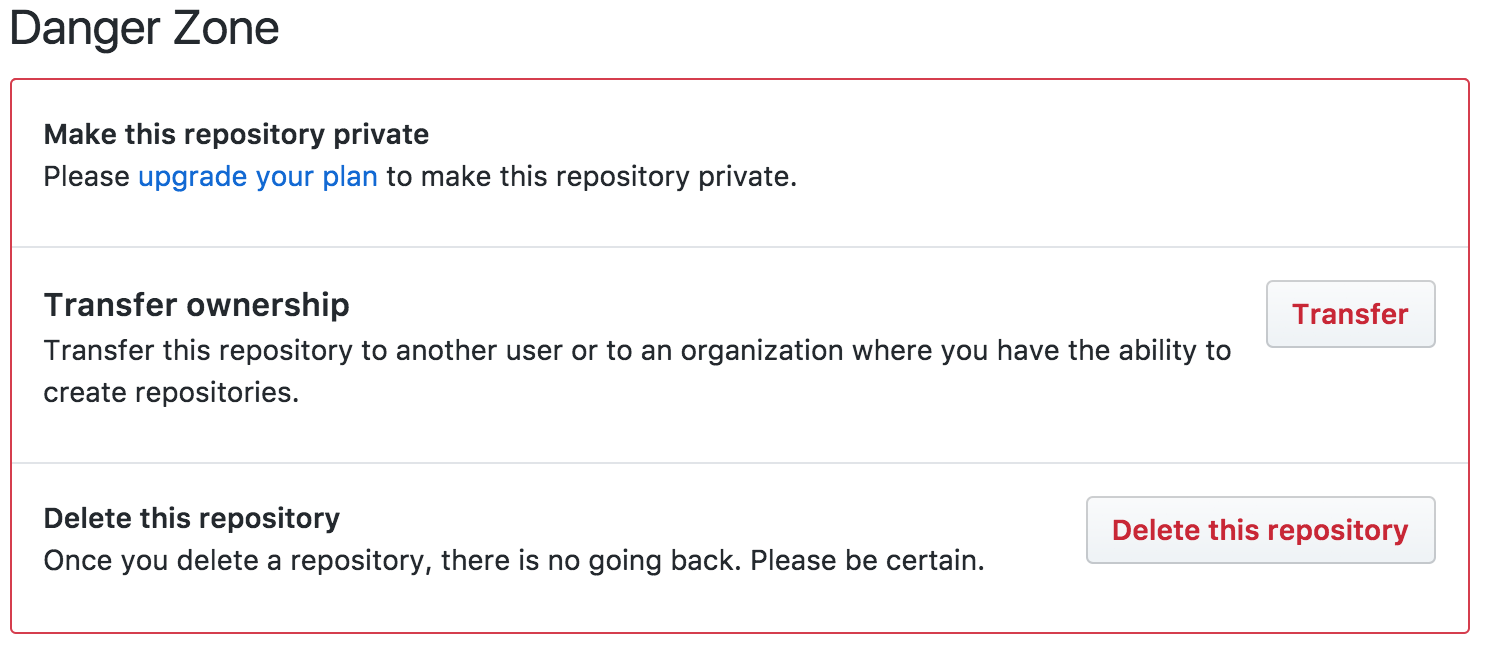 Danger Zone
Make this repository private
Please upgrade your plan to make this repository private.
Transfer ownership
Transfer
Transfer this repository to another user or to an organization where you have the ability to
create repositories.
Delete this repository
Delete this repository
Once you delete a repository, there is no going back. Please be certain.